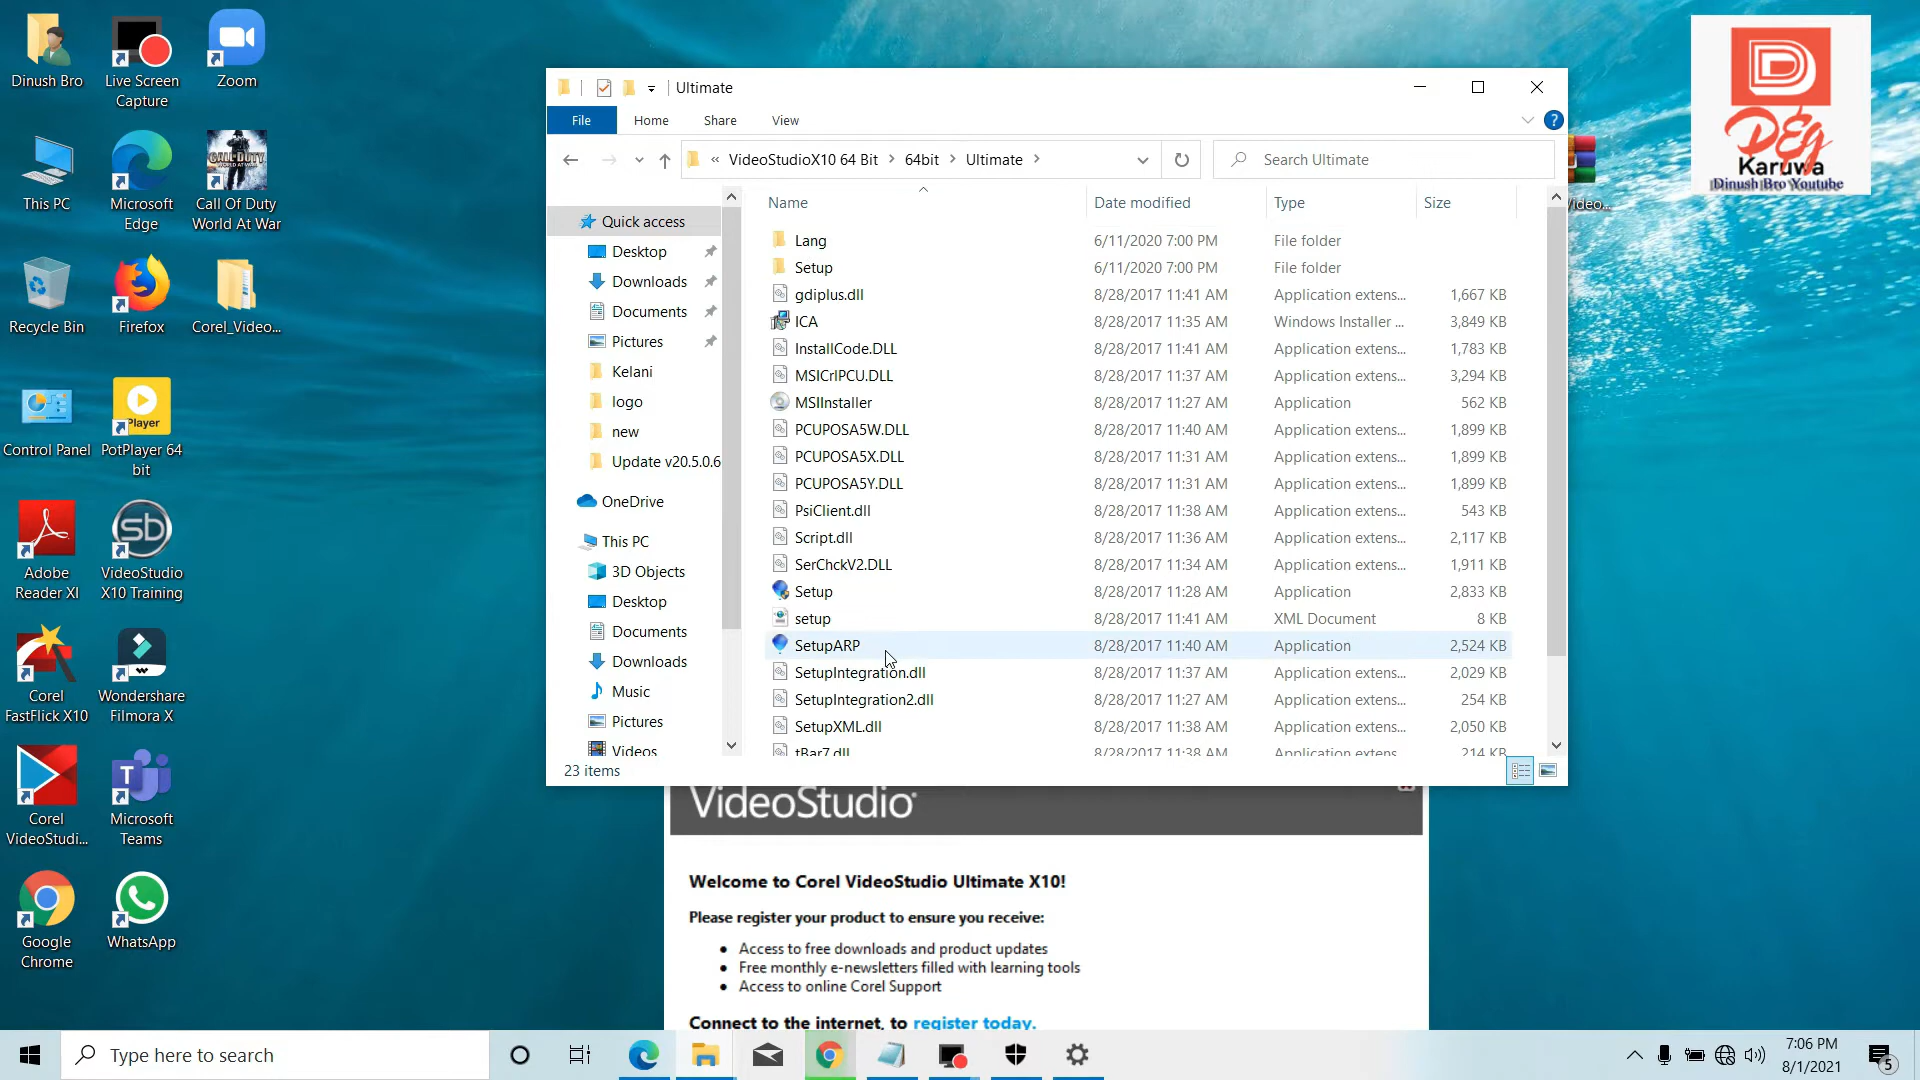 Dinush Bro
Live Screen
Capture
Zoom
This PC
Microsoft
Edge
CALL OF DUTY
Call Of Duty
World At War
Recycle Bin
Firefox
Corel_Video...
Control Panel
Player
PotPlayer 64
bit
Adobe
Reader XI
sb
VideoStudio
X10 Training
Corel
FastFlick X10
Wondershare
Filmora X
Corel
VideoStudi...
T
Microsoft
Teams
Google
Chrome
WhatsApp
Ultimate
File
Home
Share
View
?
« VideoStudioX10 64 Bit > 64bit > Ultimate >
Search Ultimate
Quick access
Desktop
Downloads
Documents
Pictures
Kelani
logo
new
Update v20.5.0.6
OneDrive
This PC
3D Objects
Desktop
Documents
Downloads
Music
Pictures
Videos
Name Date modified Type Size
Lang 6/11/2020 7:00 PM File folder
Setup 6/11/2020 7:00 PM File folder
gdiplus.dll 8/28/2017 11:41 AM Application extens... 1,667 KB
ICA 8/28/2017 11:35 AM Windows Installer ... 3,849 KB
InstallCode.DLL 8/28/2017 11:41 AM Application extens... 1,783 KB
MSICrlPCU.DLL 8/28/2017 11:37 AM Application extens... 3,294 KB
MSIInstaller 8/28/2017 11:27 AM Application 562 KB
PCUPOSA5W.DLL 8/28/2017 11:40 AM Application extens... 1,899 KB
PCUPOSA5X.DLL 8/28/2017 11:31 AM Application extens... 1,899 KB
PCUPOSA5Y.DLL 8/28/2017 11:31 AM Application extens... 1,899 KB
PsiClient.dll 8/28/2017 11:38 AM Application extens... 543 KB
Script.dll 8/28/2017 11:36 AM Application extens... 2,117 KB
SerChckV2.DLL 8/28/2017 11:34 AM Application extens... 1,911 KB
Setup 8/28/2017 11:28 AM Application 2,833 KB
setup 8/28/2017 11:41 AM XML Document 8 KB
SetupARP 8/28/2017 11:40 AM Application 2,524 KB
SetupIntegration.dll 8/28/2017 11:37 AM Application extens... 2,029 KB
SetupIntegration2.dll 8/28/2017 11:27 AM Application extens... 254 KB
SetupXML.dll 8/28/2017 11:38 AM Application extens... 2,050 KB
tBar7.dll 8/28/2017 11:38 AM Application extens... 214 KB
23 items
D
D&G
Karuwa
Dinush Bro Youtube
VideoStudio®
Welcome to Corel VideoStudio Ultimate X10!
Please register your product to ensure you receive:
• Access to free downloads and product updates
• Free monthly e-newsletters filled with learning tools
• Access to online Corel Support
Connect to the internet, to register today.
Type here to search
7:06 PM
8/1/2021
5